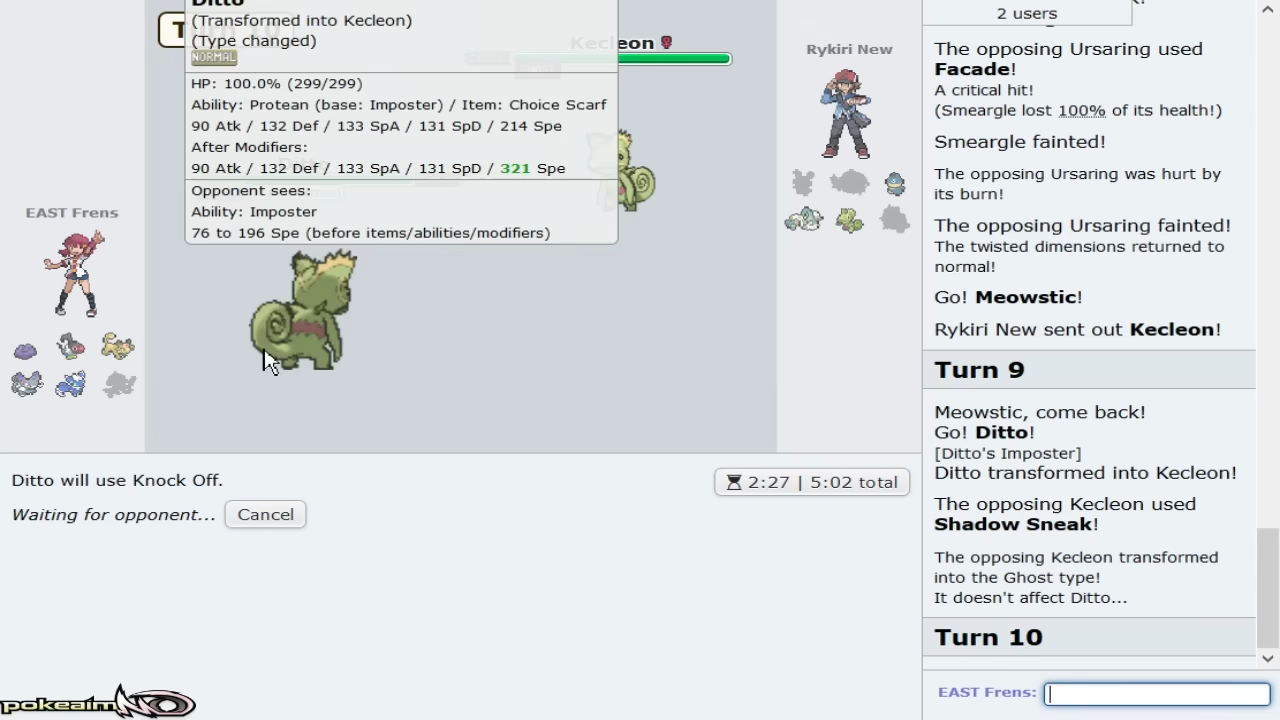 Ditto
(Transformed into Kecleon)
(Type changed)
NORMAL
HP: 100.0% (299/299)
Ability: Protean (base: Imposter) / Item: Choice Scarf
90 Atk / 132 Def / 133 SpA / 131 SpD / 214 Spe
After Modifiers:
90 Atk / 132 Def / 133 SpA / 131 SpD / 321 Spe
Opponent sees:
Ability: Imposter
76 to 196 Spe (before items/abilities/modifiers)
Kecleon
EAST Frens
Rykiri New
Ditto will use Knock Off.
Waiting for opponent...
Cancel
2:27 | 5:02 total
2 users
The opposing Ursaring used
Facade!
A critical hit!
(Smeargle lost 100% of its health!)
Smeargle fainted!
The opposing Ursaring was hurt by
its burn!
The opposing Ursaring fainted!
The twisted dimensions returned to
normal!
Go! Meowstic!
Rykiri New sent out Kecleon!
Turn 9
Meowstic, come back!
Go! Ditto!
[Ditto's Imposter]
Ditto transformed into Kecleon!
The opposing Kecleon used
Shadow Sneak!
The opposing Kecleon transformed
into the Ghost type!
It doesn't affect Ditto...
Turn 10
EAST Frens:
pokeaim